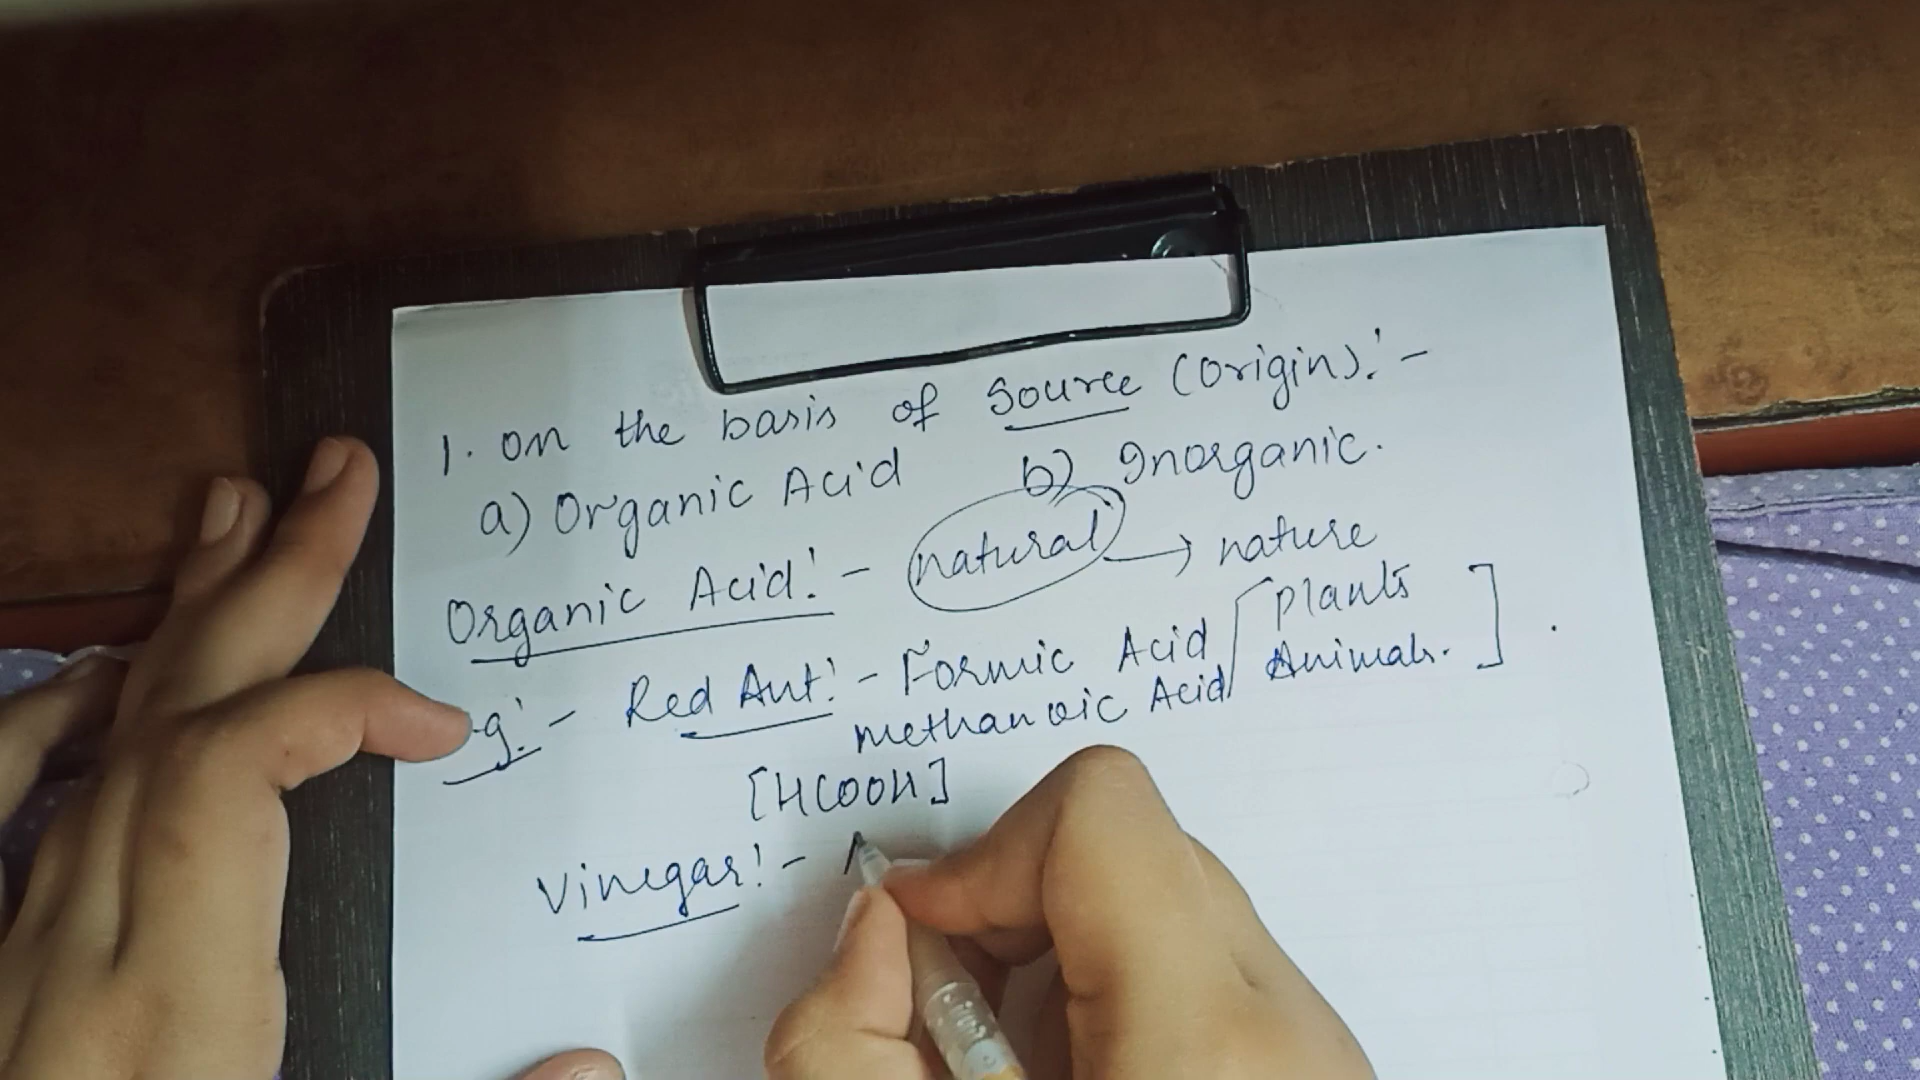 1. on the basis of source (origin):-
a) Organic Acid b) Inorganic.
Organic Acid:- natural → nature
[plants
Animals.]
g:- Red Ant:- Formic Acid
methanoic Acid
[HCOOH]
Vinegar:-